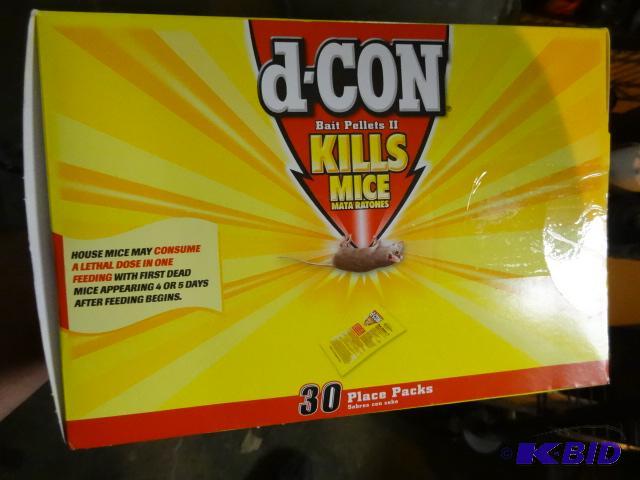 d-CON
Bait Pellets II
KILLS
MICE
MATA RATONES
HOUSE MICE MAY CONSUME
A LETHAL DOSE IN ONE
FEEDING WITH FIRST DEAD
MICE APPEARING 4 OR 5 DAYS
AFTER FEEDING BEGINS.
d-CON
30 Place Packs
Sobres con cebo
© K-BID